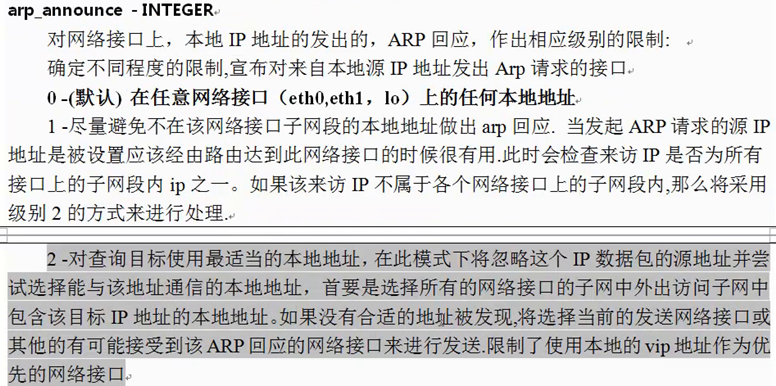 arp_announce - INTEGER
对网络接口上，本地 IP 地址的发出的，ARP 回应，作出相应级别的限制:
确定不同程度的限制,宣布对来自本地源 IP 地址发出 Arp 请求的接口
0 -(默认) 在任意网络接口（eth0,eth1，lo）上的任何本地地址
1 -尽量避免不在该网络接口子网段的本地地址做出 arp 回应. 当发起 ARP 请求的源 IP
地址是被设置应该经由路由达到此网络接口的时候很有用.此时会检查来访 IP 是否为所有
接口上的子网段内 ip 之一。如果该来访 IP 不属于各个网络接口上的子网段内,那么将采用
级别 2 的方式来进行处理.
2 -对查询目标使用最适当的本地地址, 在此模式下将忽略这个 IP 数据包的源地址并尝
试选择能与该地址通信的本地地址，首要是选择所有的网络接口的子网中外出访问子网中
包含该目标 IP 地址的本地地址。如果没有合适的地址被发现,将选择当前的发送网络接口或
其他的有可能接受到该 ARP 回应的网络接口来进行发送.限制了使用本地的 vip 地址作为优
先的网络接口